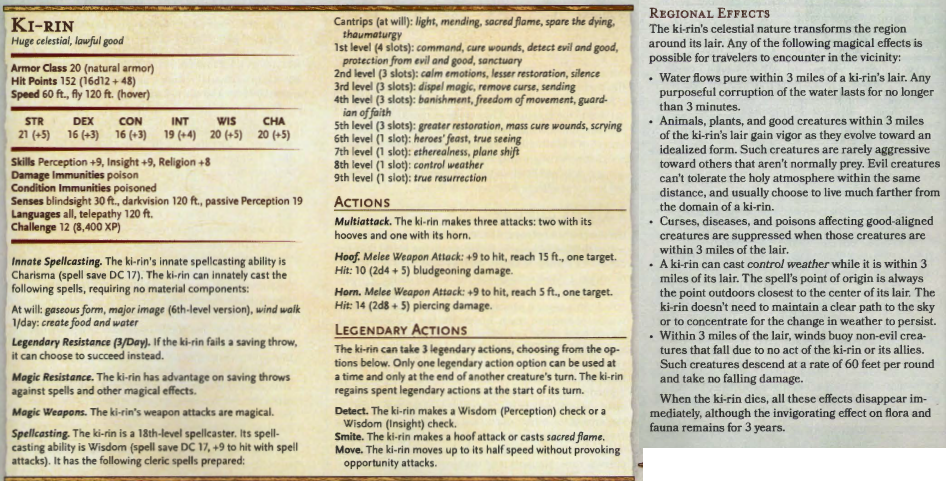 KI-RIN
Huge celestial, lawful good
Armor Class 20 (natural armor)
Hit Points 152 (16d12 + 48)
Speed 60 ft., fly 120 ft. (hover)
STR DEX CON INT WIS CHA
21 (+5) 16 (+3) 16 (+3) 19 (+4) 20 (+5) 20 (+5)
Skills Perception +9, Insight +9, Religion +8
Damage Immunities poison
Condition Immunities poisoned
Senses blindsight 30 ft., darkvision 120 ft., passive Perception 19
Languages all, telepathy 120 ft.
Challenge 12 (8,400 XP)
Innate Spellcasting. The ki-rin's innate spellcasting ability is
Charisma (spell save DC 17). The ki-rin can innately cast the
following spells, requiring no material components:
At will: gaseous form, major image (6th-level version), wind walk
1/day: create food and water
Legendary Resistance (3/Day). If the ki-rin fails a saving throw,
it can choose to succeed instead.
Magic Resistance. The ki-rin has advantage on saving throws
against spells and other magical effects.
Magic Weapons. The ki-rin's weapon attacks are magical.
Spellcasting. The ki-rin is a 18th-level spellcaster. Its spell-
casting ability is Wisdom (spell save DC 17, +9 to hit with spell
attacks). It has the following cleric spells prepared:
Cantrips (at will): light, mending, sacred flame, spare the dying,
thaumaturgy
1st level (4 slots): command, cure wounds, detect evil and good,
protection from evil and good, sanctuary
2nd level (3 slots): calm emotions, lesser restoration, silence
3rd level (3 slots): dispel magic, remove curse, sending
4th level (3 slots): banishment, freedom of movement, guard-
ian of faith
5th level (3 slots): greater restoration, mass cure wounds, scrying
6th level (1 slot): heroes' feast, true seeing
7th level (1 slot): etherealness, plane shift
8th level (1 slot): control weather
9th level (1 slot): true resurrection
ACTIONS
Multiattack. The ki-rin makes three attacks: two with its
hooves and one with its horn.
Hoof. Melee Weapon Attack: +9 to hit, reach 15 ft., one target.
Hit: 10 (2d4 + 5) bludgeoning damage.
Horn. Melee Weapon Attack: +9 to hit, reach 5 ft., one target.
Hit: 14 (2d8 + 5) piercing damage.
LEGENDARY ACTIONS
The ki-rin can take 3 legendary actions, choosing from the op-
tions below. Only one legendary action option can be used at
a time and only at the end of another creature's turn. The ki-rin
regains spent legendary actions at the start of its turn.
Detect. The ki-rin makes a Wisdom (Perception) check or a
Wisdom (Insight) check.
Smite. The ki-rin makes a hoof attack or casts sacred flame.
Move. The ki-rin moves up to its half speed without provoking
opportunity attacks.
REGIONAL EFFECTS
The ki-rin's celestial nature transforms the region
around its lair. Any of the following magical effects is
possible for travelers to encounter in the vicinity:
• Water flows pure within 3 miles of a ki-rin's lair. Any
purposeful corruption of the water lasts for no longer
than 3 minutes.
• Animals, plants, and good creatures within 3 miles
of the ki-rin's lair gain vigor as they evolve toward an
idealized form. Such creatures are rarely aggressive
toward others that aren't normally prey. Evil creatures
can't tolerate the holy atmosphere within the same
distance, and usually choose to live much farther from
the domain of a ki-rin.
• Curses, diseases, and poisons affecting good-aligned
creatures are suppressed when those creatures are
within 3 miles of the lair.
• A ki-rin can cast control weather while it is within 3
miles of its lair. The spell's point of origin is always
the point outdoors closest to the center of its lair. The
ki-rin doesn't need to maintain a clear path to the sky
or to concentrate for the change in weather to persist.
• Within 3 miles of the lair, winds buoy non-evil crea-
tures that fall due to no act of the ki-rin or its allies.
Such creatures descend at a rate of 60 feet per round
and take no falling damage.
When the ki-rin dies, all these effects disappear im-
mediately, although the invigorating effect on flora and
fauna remains for 3 years.